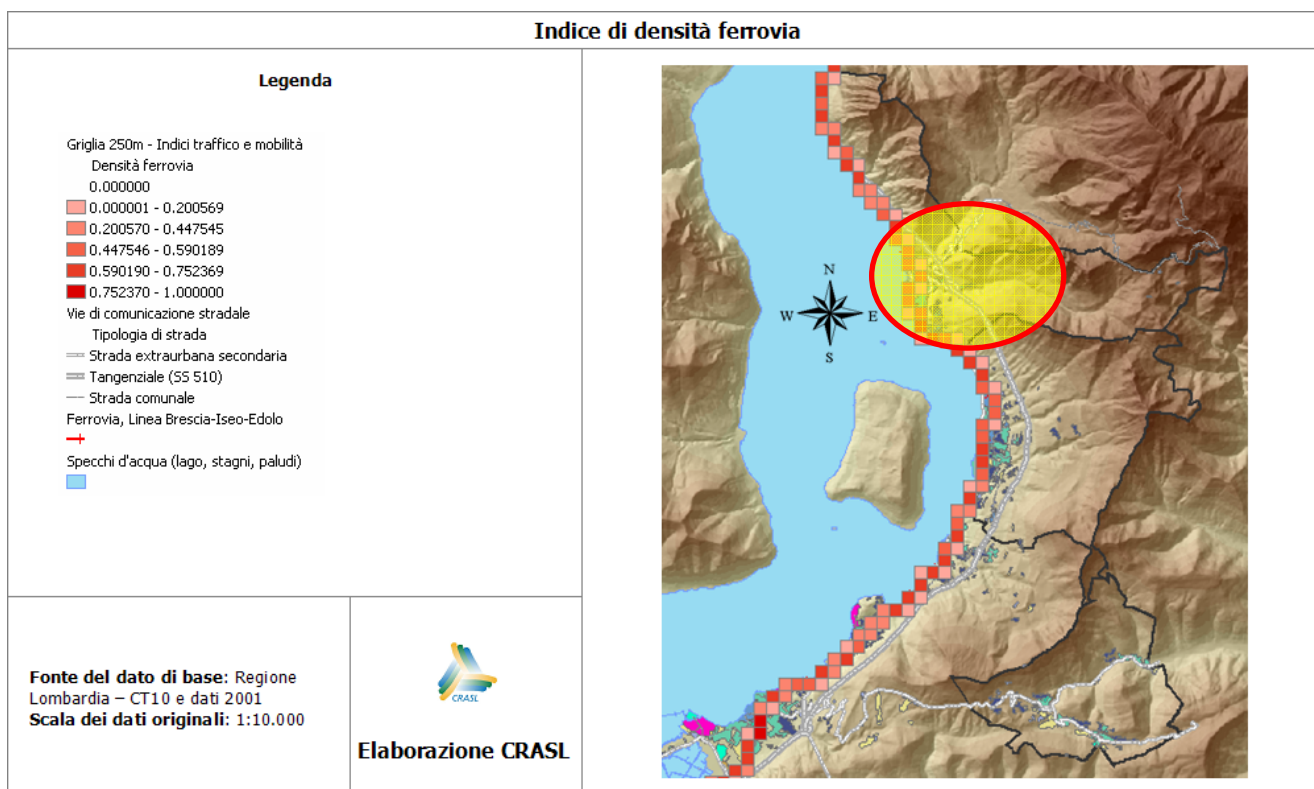 Indice di densità ferrovia
Legenda
Griglia 250m - Indici traffico e mobilità
Densità ferrovia
0.000000
0.000001 - 0.200569
0.200570 - 0.447545
0.447546 - 0.590189
0.590190 - 0.752369
0.752370 - 1.000000
Vie di comunicazione stradale
Tipologia di strada
Strada extraurbana secondaria
Tangenziale (SS 510)
Strada comunale
Ferrovia, Linea Brescia-Iseo-Edolo
Specchi d'acqua (lago, stagni, paludi)
Fonte del dato di base: Regione
Lombardia – CT10 e dati 2001
Scala dei dati originali: 1:10.000
CRASL
Elaborazione CRASL
N
W E
S